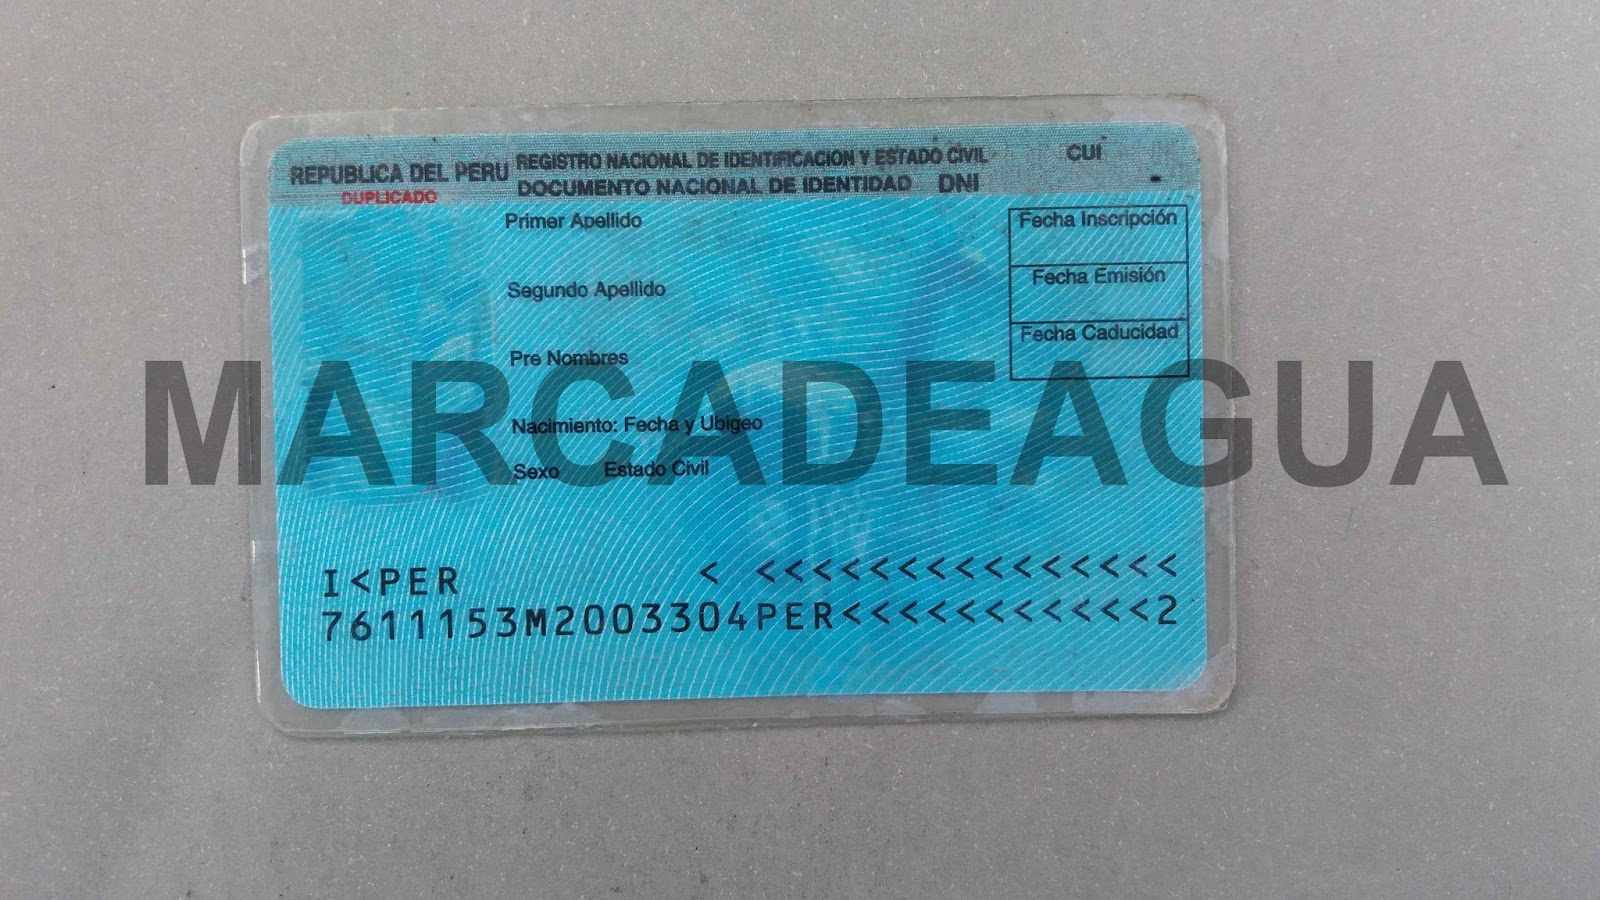 REPUBLICA DEL PERU
DUPLICADO
REGISTRO NACIONAL DE IDENTIFICACION Y ESTADO CIVIL
DOCUMENTO NACIONAL DE IDENTIDAD DNI
CUI
-
Primer Apellido
Segundo Apellido
Pre Nombres
Nacimiento: Fecha y Ubigeo
Sexo Estado Civil
Fecha Inscripción
Fecha Emisión
Fecha Caducidad
MARCADEAGUA
I<PER < <<<<<<<<<<<<<<<
7611153M2003304PER<<<<<<<<<<<2